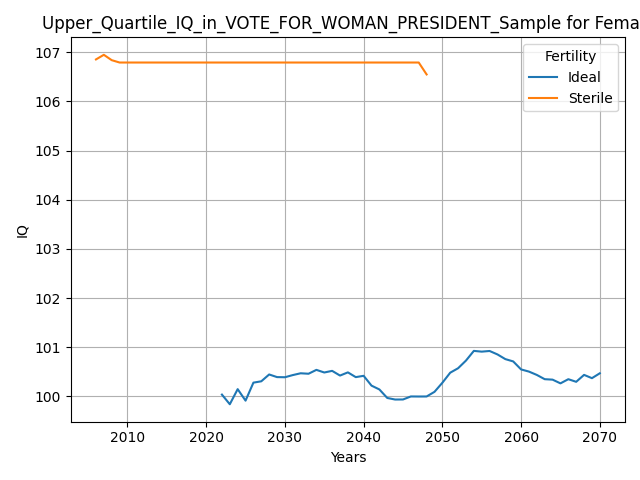 Upper_Quartile_IQ_in_VOTE_FOR_WOMAN_PRESIDENT_Sample for Fema
107
106
105
104
103
102
101
100
IQ
Fertility
Ideal
Sterile
2010 2020 2030 2040 2050 2060 2070
Years